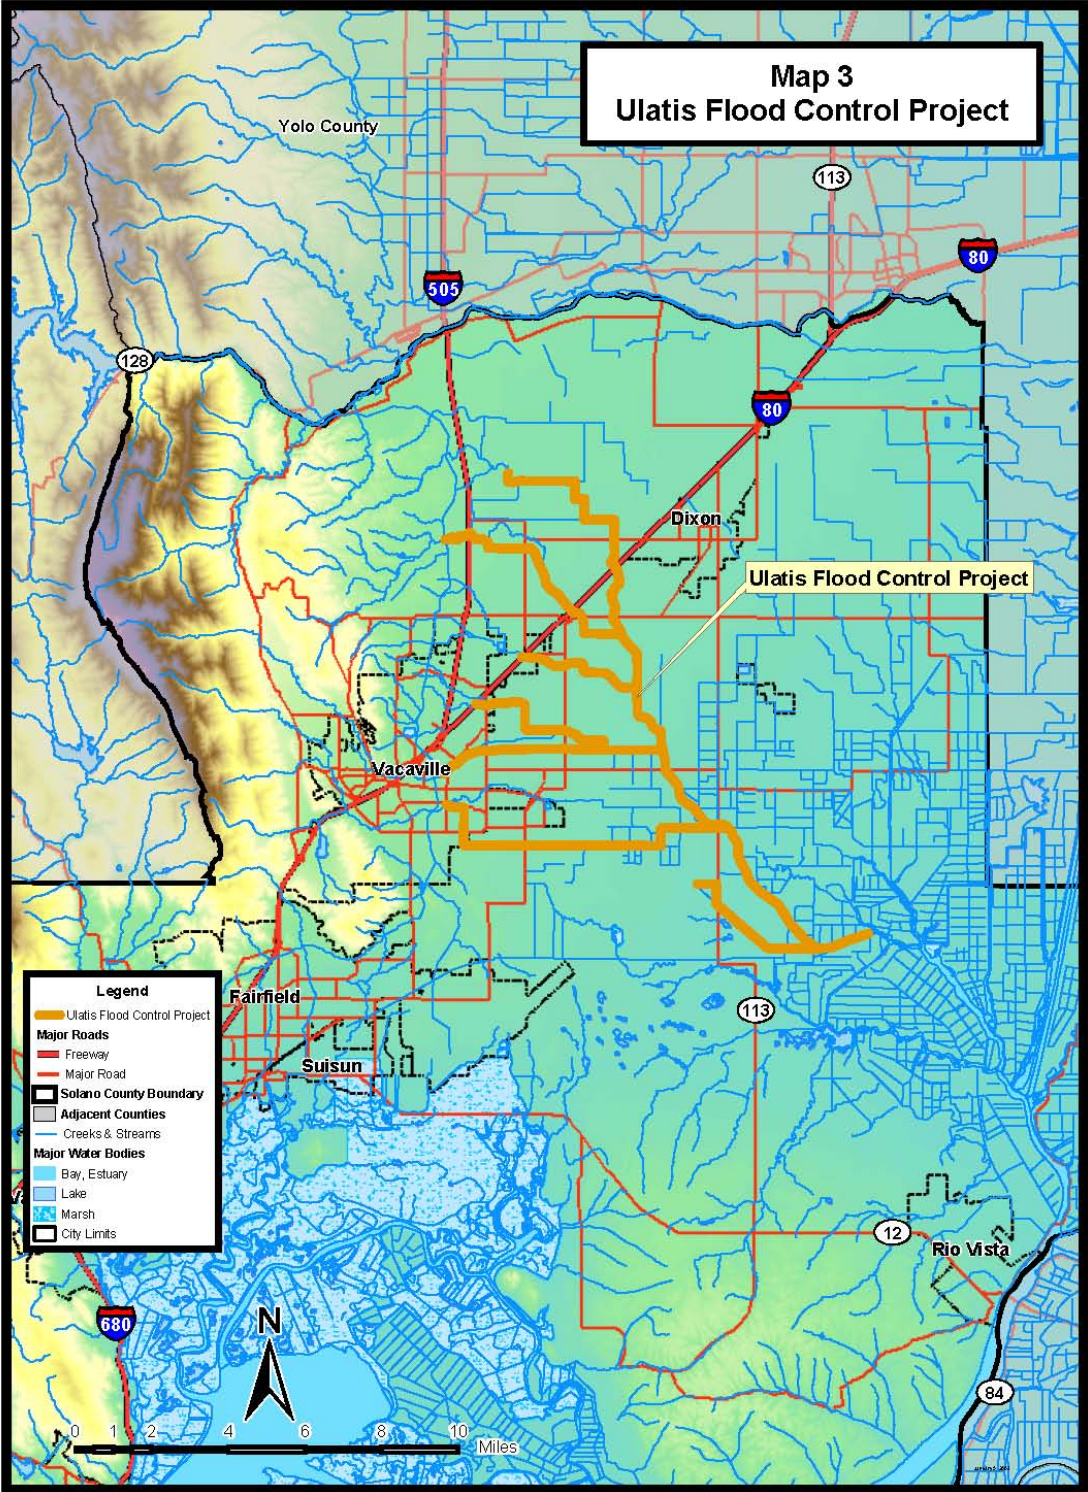 Map 3
Ulatis Flood Control Project
Yolo County
113
80
505
128
80
Dixon
Ulatis Flood Control Project
Vacaville
Fairfield
113
Suisun
Legend
Ulatis Flood Control Project
Major Roads
Freeway
Major Road
Solano County Boundary
Adjacent Counties
Creeks & Streams
Major Water Bodies
Bay, Estuary
Lake
Marsh
City Limits
12
Rio Vista
680
N
84
0 1 2 4 6 8 10
Miles